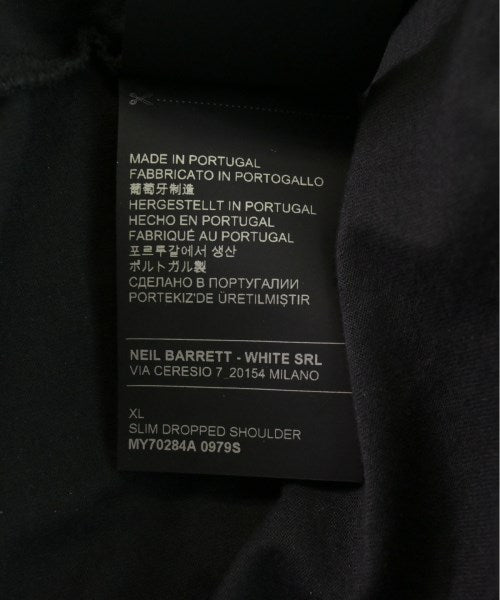 MADE IN PORTUGAL
FABBRICATO IN PORTOGALLO
葡萄牙制造
HERGESTELLT IN PORTUGAL
HECHO EN PORTUGAL
FABRIQUÉ AU PORTUGAL
포르투갈에서 생산
ポルトガル製
СДЕЛАНО В ПОРТУГАЛИИ
PORTEKIZ'DE ÜRETILMIŞTIR
NEIL BARRETT - WHITE SRL
VIA CERESIO 7 20154 MILANO
XL
SLIM DROPPED SHOULDER
MY70284A 0979S